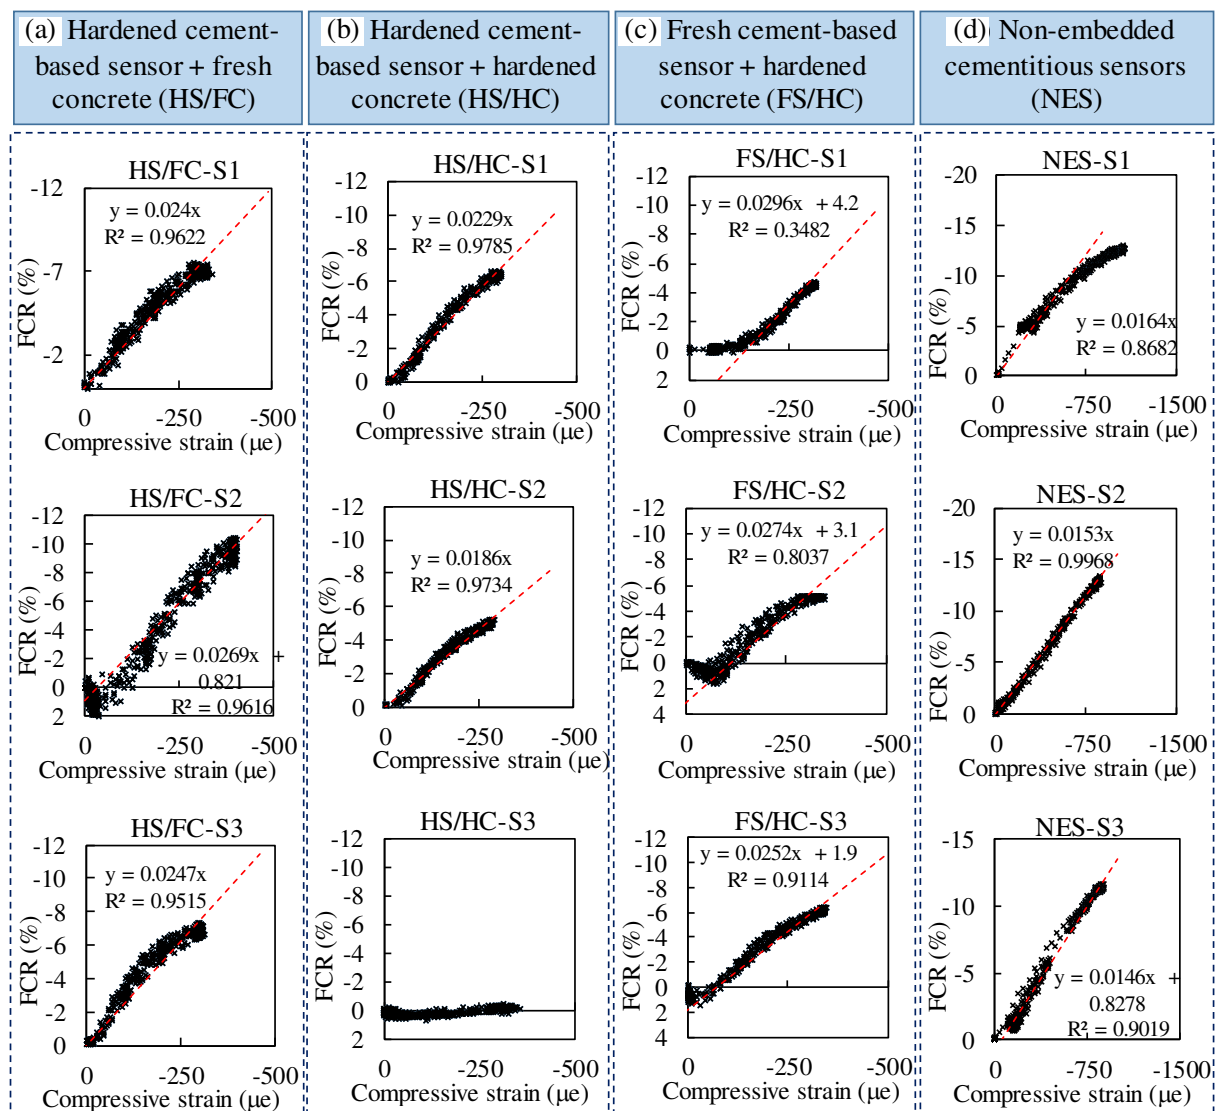 (a) Hardened cement-
based sensor + fresh
concrete (HS/FC)
(b) Hardened cement-
based sensor + hardened
concrete (HS/HC)
(c) Fresh cement-based
sensor + hardened
concrete (FS/HC)
(d) Non-embedded
cementitious sensors
(NES)
HS/FC-S1
-12
-7
-2
y = 0.024x
R² = 0.9622
FCR (%)
0
-250
-500
Compressive strain (με)
HS/HC-S1
-12
-10
-8
-6
-4
-2
0
y = 0.0229x
R² = 0.9785
FCR (%)
0
-250
-500
Compressive strain (με)
FS/HC-S1
-12
-10
-8
-6
-4
-2
0
2
y = 0.0296x + 4.2
R² = 0.3482
FCR (%)
0
-250
-500
Compressive strain (με)
NES-S1
-20
-15
-10
-5
0
y = 0.0164x
R² = 0.8682
FCR (%)
0
-750
-1500
Compressive strain (με)
HS/FC-S2
-12
-10
-8
-6
-4
-2
0
2
y = 0.0269x +
0.821
R² = 0.9616
FCR (%)
0
-250
-500
Compressive strain (με)
HS/HC-S2
-12
-10
-8
-6
-4
-2
0
y = 0.0186x
R² = 0.9734
FCR (%)
0
-250
-500
Compressive strain (με)
FS/HC-S2
-12
-10
-8
-6
-4
-2
0
2
4
y = 0.0274x + 3.1
R² = 0.8037
FCR (%)
0
-250
-500
Compressive strain (με)
NES-S2
-20
-15
-10
-5
0
y = 0.0153x
R² = 0.9968
FCR (%)
0
-750
-1500
Compressive strain (με)
HS/FC-S3
-12
-10
-8
-6
-4
-2
0
y = 0.0247x
R² = 0.9515
FCR (%)
0
-250
-500
Compressive strain (με)
HS/HC-S3
-12
-10
-8
-6
-4
-2
0
2
FCR (%)
0
-250
-500
Compressive strain (με)
FS/HC-S3
-12
-10
-8
-6
-4
-2
0
2
4
y = 0.0252x + 1.9
R² = 0.9114
FCR (%)
0
-250
-500
Compressive strain (με)
NES-S3
-15
-10
-5
0
y = 0.0146x +
0.8278
R² = 0.9019
FCR (%)
0
-750
-1500
Compressive strain (με)